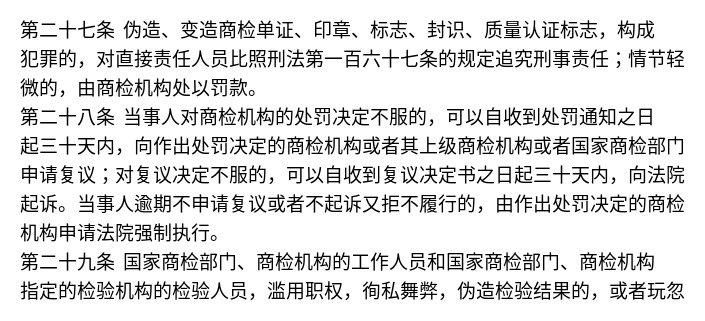 第二十七条 伪造、变造商检单证、印章、标志、封识、质量认证标志，构成
犯罪的，对直接责任人员比照刑法第一百六十七条的规定追究刑事责任；情节轻
微的，由商检机构处以罚款。
第二十八条 当事人对商检机构的处罚决定不服的，可以自收到处罚通知之日
起三十天内，向作出处罚决定的商检机构或者其上级商检机构或者国家商检部门
申请复议；对复议决定不服的，可以自收到复议决定书之日起三十天内，向法院
起诉。当事人逾期不申请复议或者不起诉又拒不履行的，由作出处罚决定的商检
机构申请法院强制执行。
第二十九条 国家商检部门、商检机构的工作人员和国家商检部门、商检机构
指定的检验机构的检验人员，滥用职权，徇私舞弊，伪造检验结果的，或者玩忽